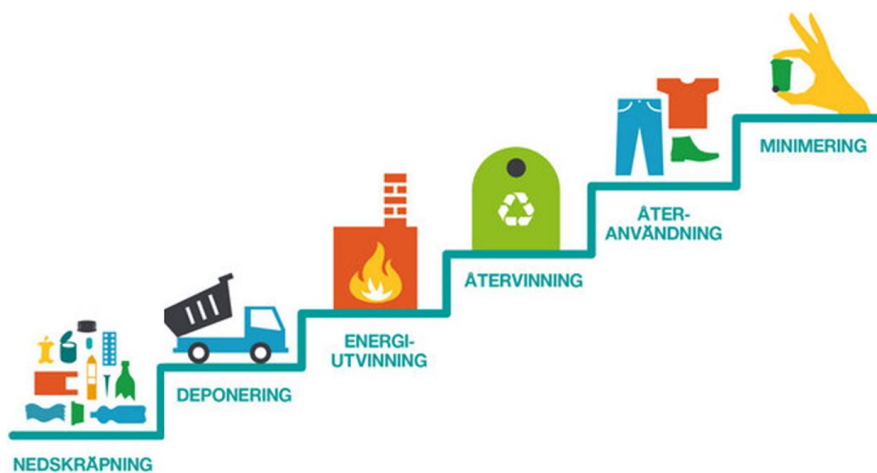 MINIMERING
ÅTER-
ANVÄNDNING
ÅTERVINNING
ENERGI-
UTVINNING
DEPONERING
NEDSKRÄPNING